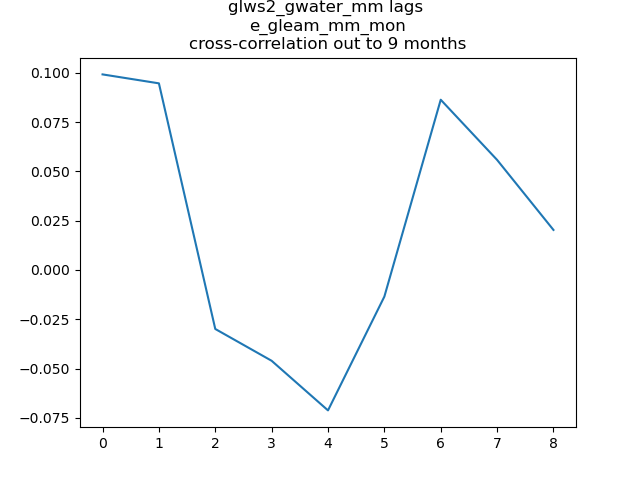 glws2_gwater_mm lags
e_gleam_mm_mon
cross-correlation out to 9 months
0.100
0.075
0.050
0.025
0.000
−0.025
−0.050
−0.075
0 1 2 3 4 5 6 7 8